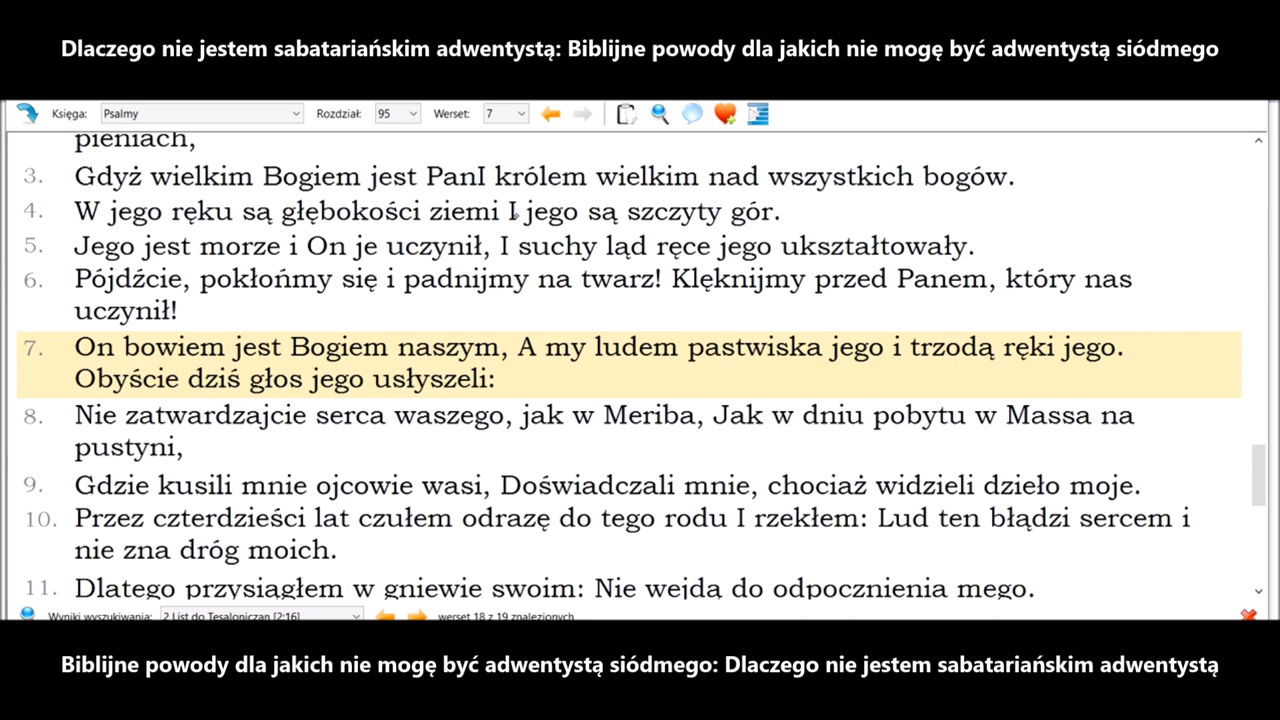 Dlaczego nie jestem sabatariańskim adwentystą: Biblijne powody dla jakich nie mogę być adwentystą siódmego
Księga: Psalmy Rozdział: 95 Werset: 7
pieniach,
3. Gdyż wielkim Bogiem jest PanI królem wielkim nad wszystkich bogów.
4. W jego ręku są głębokości ziemi I jego są szczyty gór.
5. Jego jest morze i On je uczynił, I suchy ląd ręce jego ukształtowały.
6. Pójdźcie, pokłońmy się i padnijmy na twarz! Klęknijmy przed Panem, który nas
uczynił!
7. On bowiem jest Bogiem naszym, A my ludem pastwiska jego i trzodą ręki jego.
Obyście dziś głos jego usłyszeli:
8. Nie zatwardzajcie serca waszego, jak w Meriba, Jak w dniu pobytu w Massa na
pustyni,
9. Gdzie kusili mnie ojcowie wasi, Doświadczali mnie, chociaż widzieli dzieło moje.
10. Przez czterdzieści lat czułem odrazę do tego rodu I rzekłem: Lud ten błądzi sercem i
nie zna dróg moich.
11. Dlatego przysiągłem w gniewie swoim: Nie wejdą do odpocznienia mego.
Wyniki wyszukiwania: 2 List do Tesaloniczan [2:16] werset 18 z 19 znalezionych
Biblijne powody dla jakich nie mogę być adwentystą siódmego: Dlaczego nie jestem sabatariańskim adwentystą